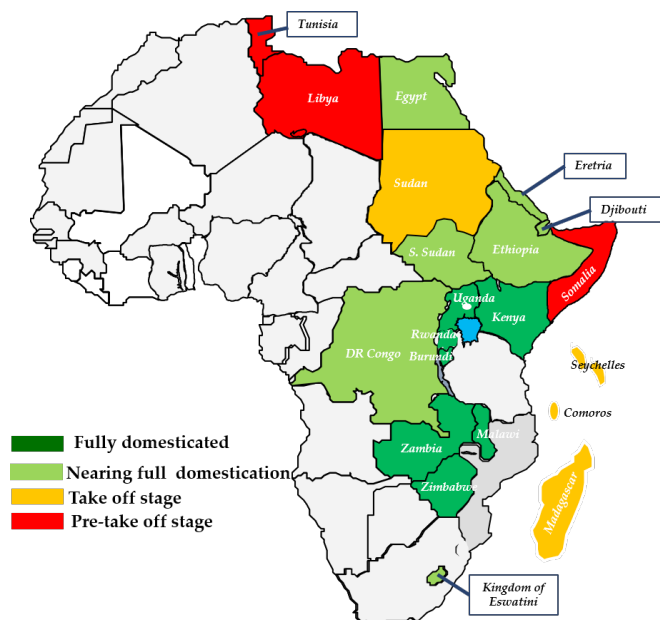 Tunisia
Libya
Egypt
Sudan
Eretria
Djibouti
S. Sudan
Ethiopia
Somalia
Uganda
Kenya
Rwanda
Burundi
DR Congo
Seychelles
Comoros
Malawi
Zambia
Zimbabwe
Madagascar
Fully domesticated
Nearing full domestication
Take off stage
Pre-take off stage
Kingdom of
Eswatini